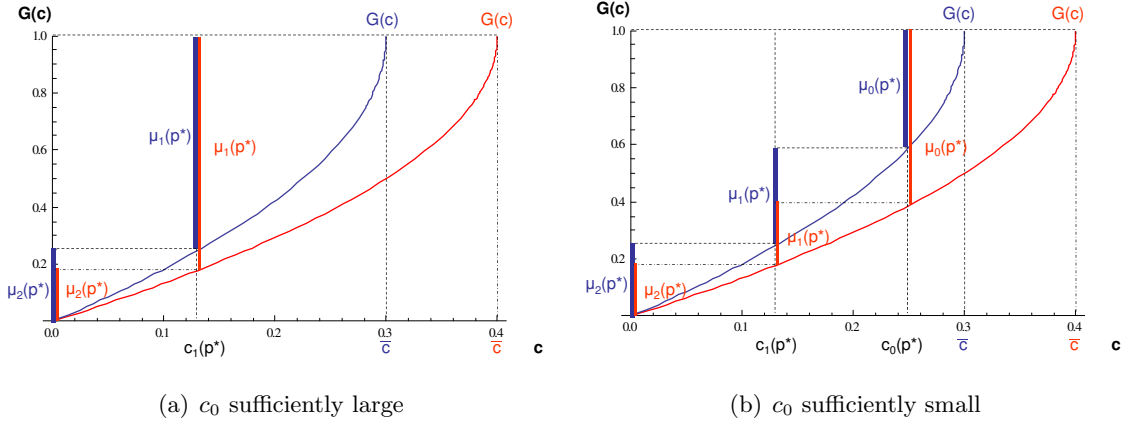 G(c)
G(c) G(c)
1.0
0.8
μ₁(p*) μ₁(p*)
0.6
0.4
0.2
μ₂(p*) μ₂(p*)
0.0 0.1 0.3 0.4
c₁(p*) c̅ c̅ c
(a) c₀ sufficiently large
G(c)
G(c) G(c)
1.0
μ₀(p*)
0.8
0.6
μ₀(p*)
μ₁(p*)
0.4
μ₁(p*)
0.2
μ₂(p*) μ₂(p*)
0.0 0.1 0.2 0.3 0.4
c₁(p*) c₀(p*) c̅ c̅ c
(b) c₀ sufficiently small